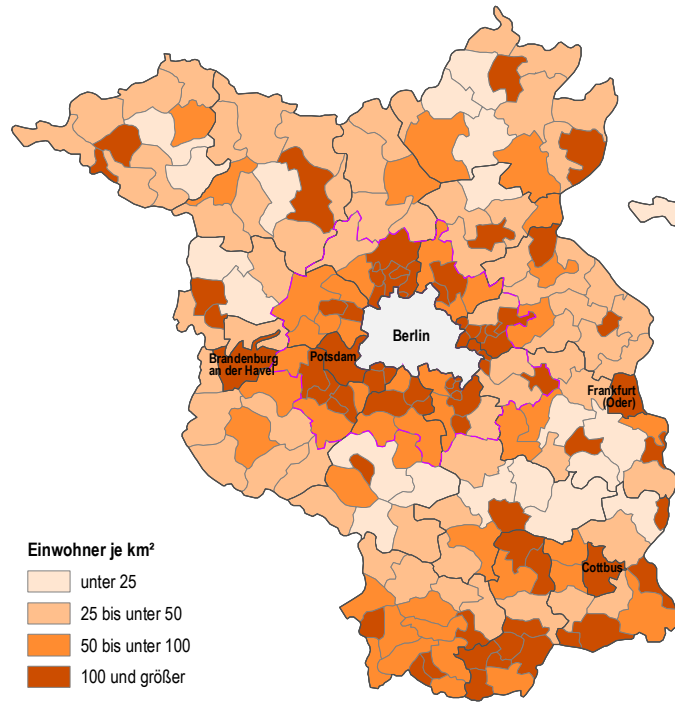 Berlin
Brandenburg
an der Havel
Potsdam
Frankfurt
(Oder)
Cottbus
Einwohner je km²
unter 25
25 bis unter 50
50 bis unter 100
100 und größer